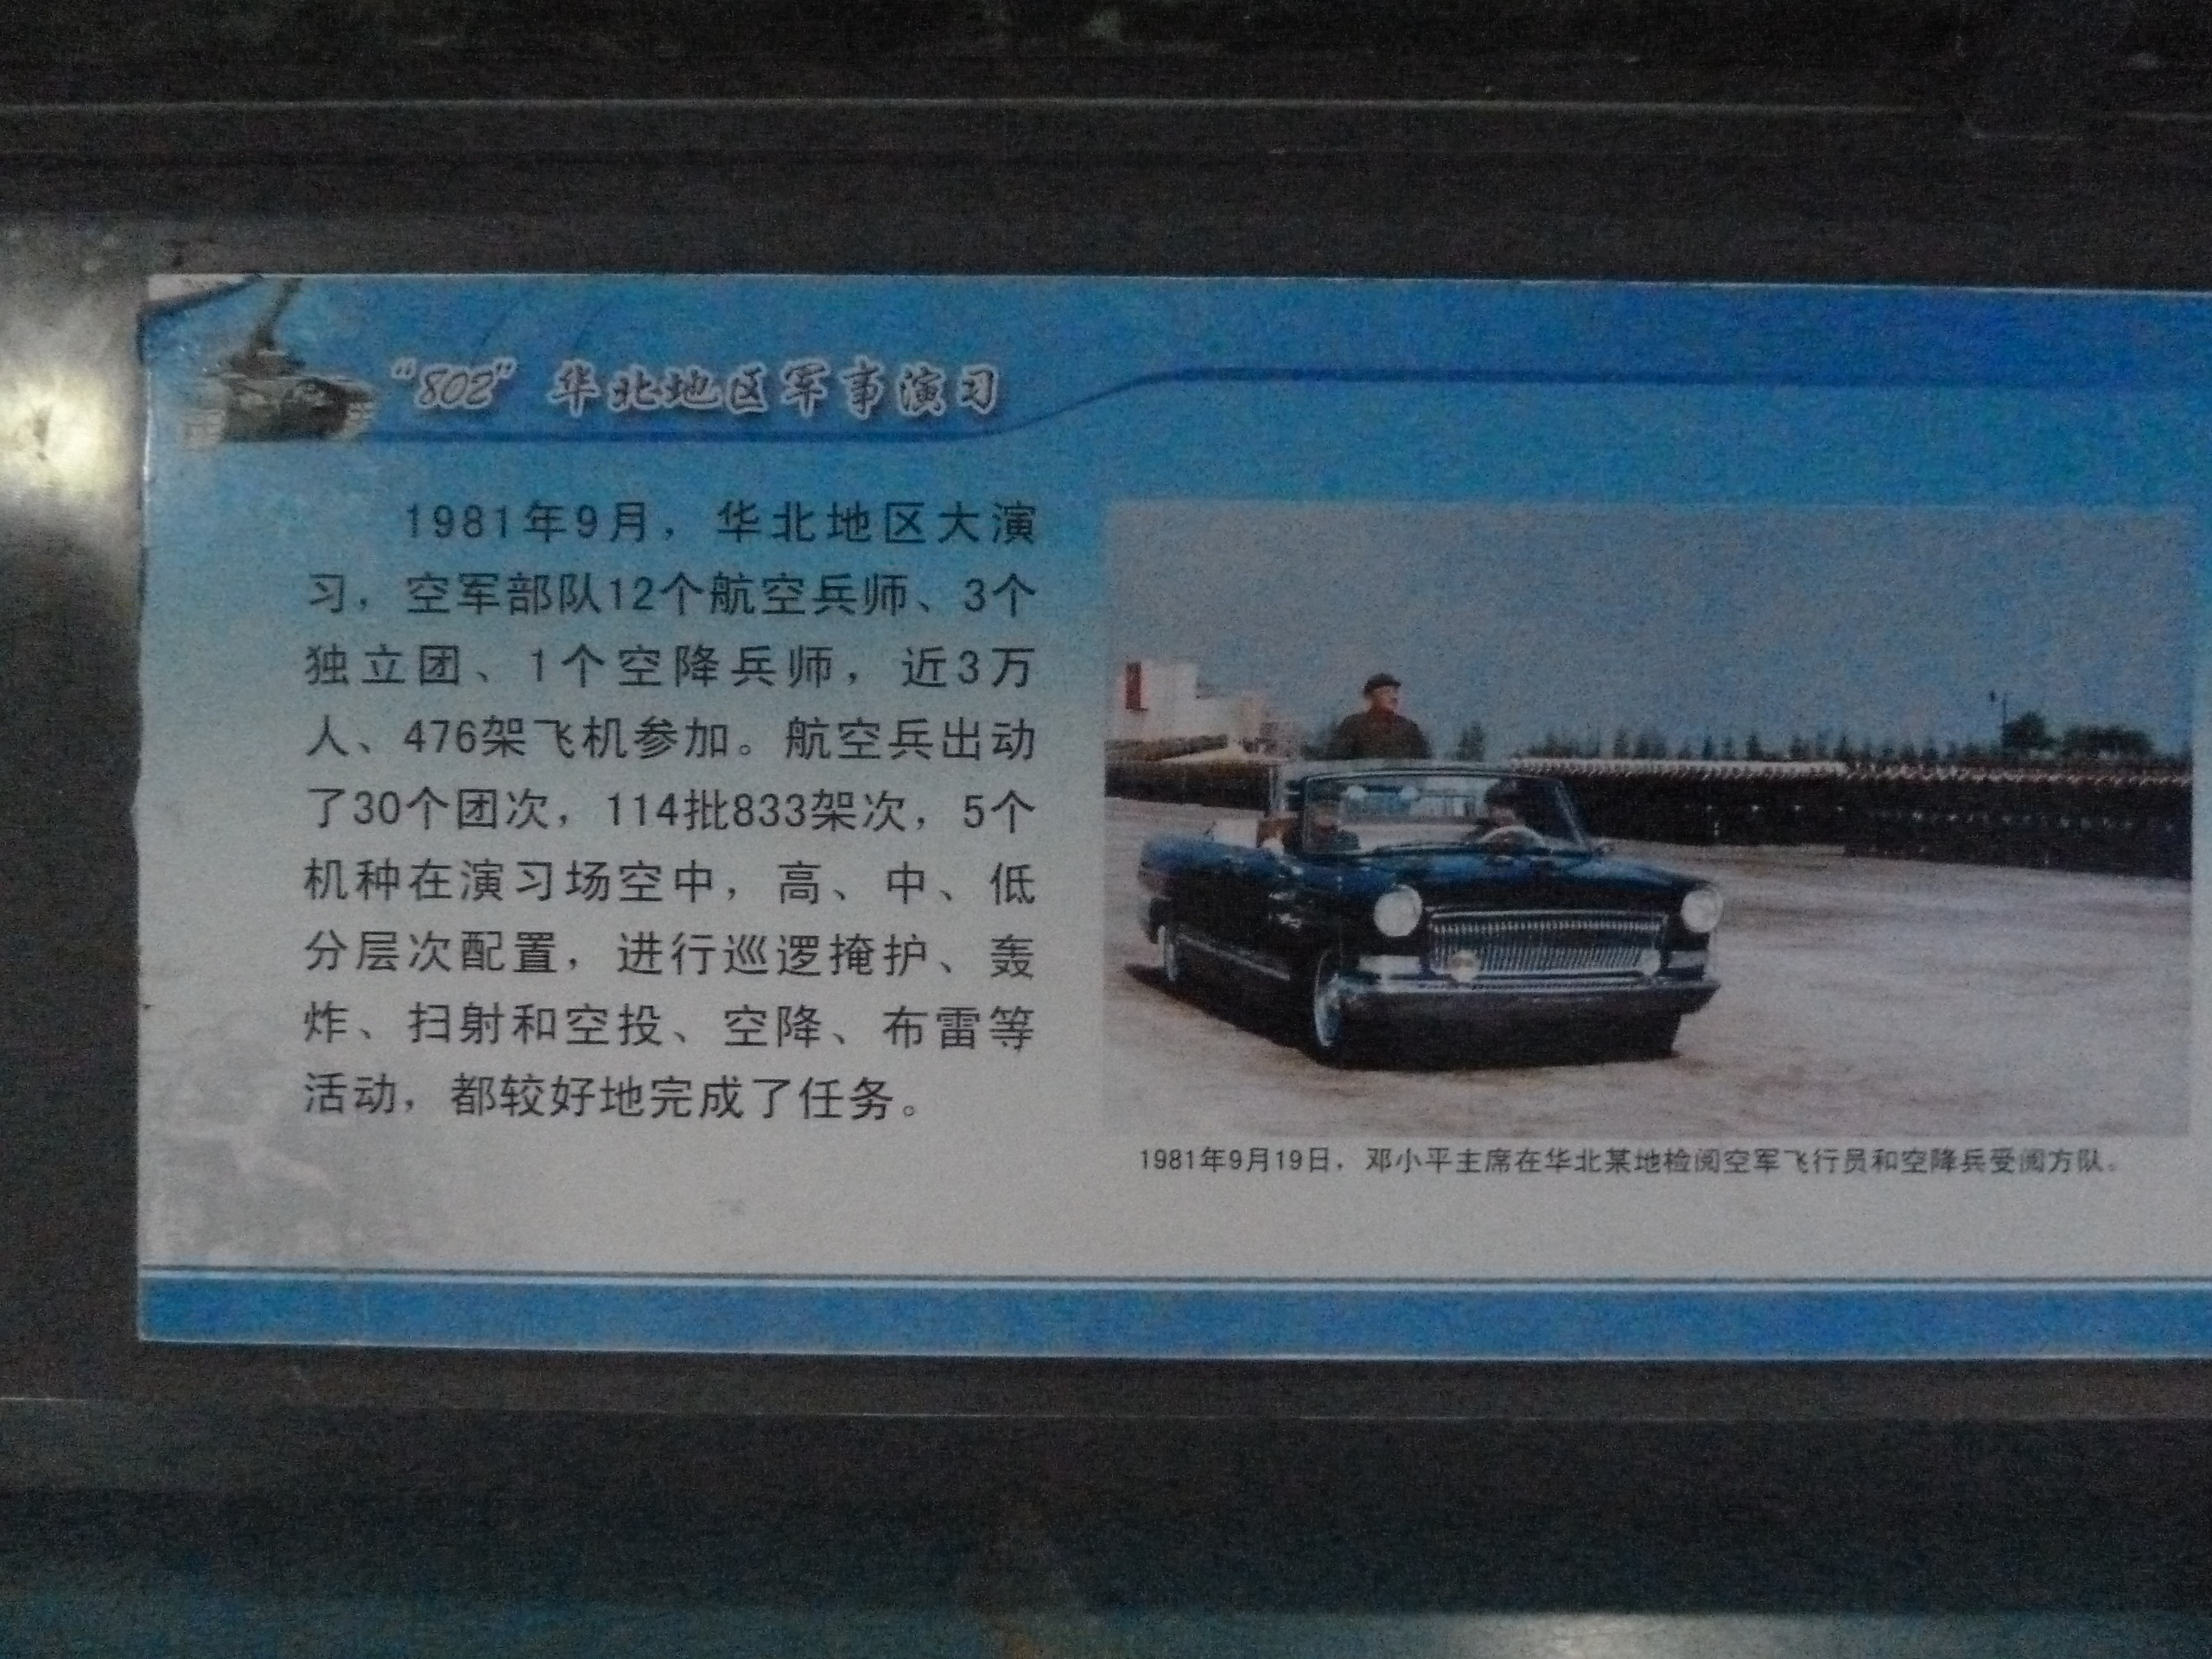 “802”华北地区军事演习
1981年9月，华北地区大演
习，空军部队12个航空兵师、3个
独立团、1个空降兵师，近3万
人、476架飞机参加。航空兵出动
了30个团次，114批833架次，5个
机种在演习场空中，高、中、低
分层次配置，进行巡逻掩护、轰
炸、扫射和空投、空降、布雷等
活动，都较好地完成了任务。
1981年9月19日，邓小平主席在华北某地检阅空军飞行员和空降兵受阅方队。